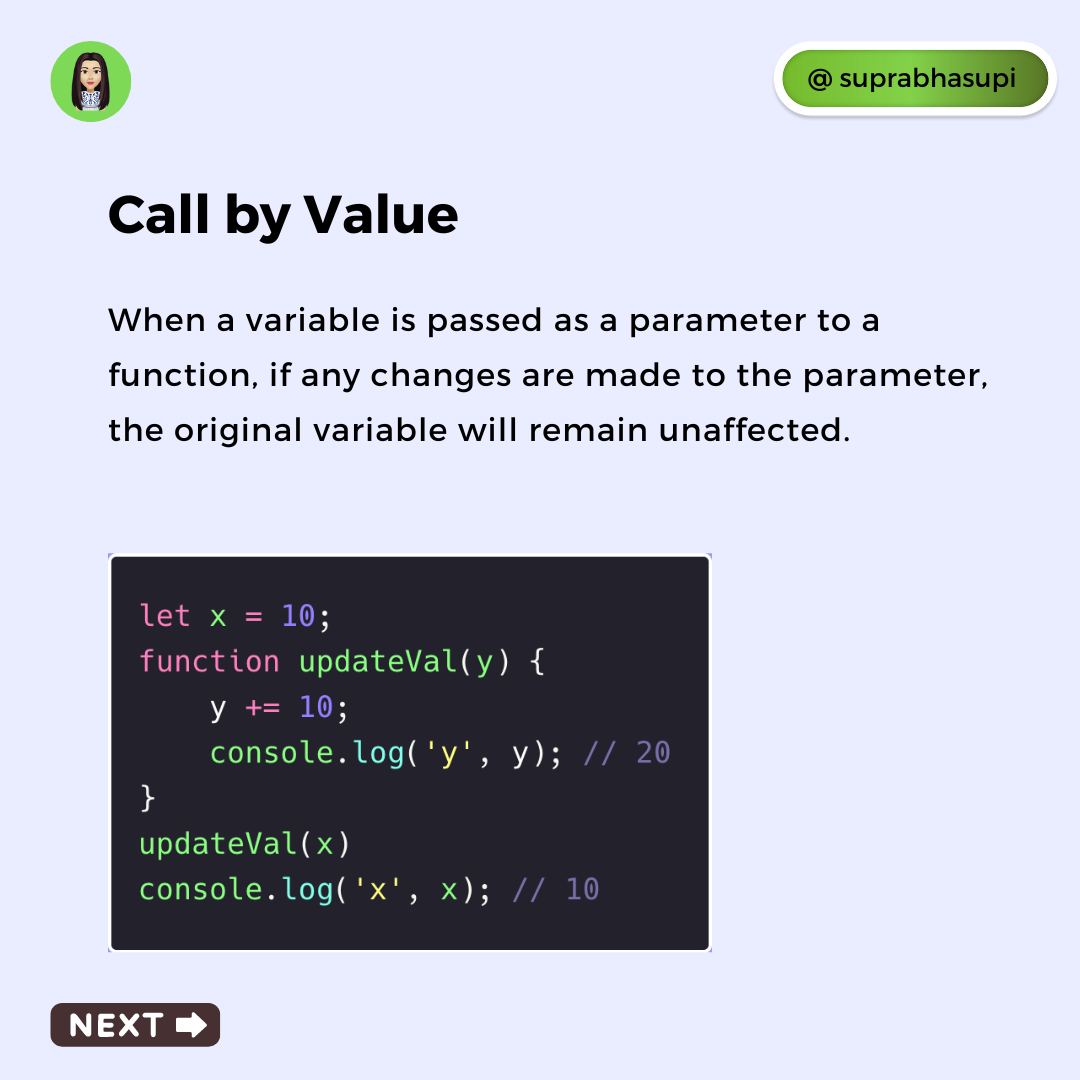 @ suprabhasupi
Call by Value
When a variable is passed as a parameter to a
function, if any changes are made to the parameter,
the original variable will remain unaffected.
let x = 10;
function updateVal(y) {
    y += 10;
    console.log('y', y); // 20
}
updateVal(x)
console.log('x', x); // 10
NEXT